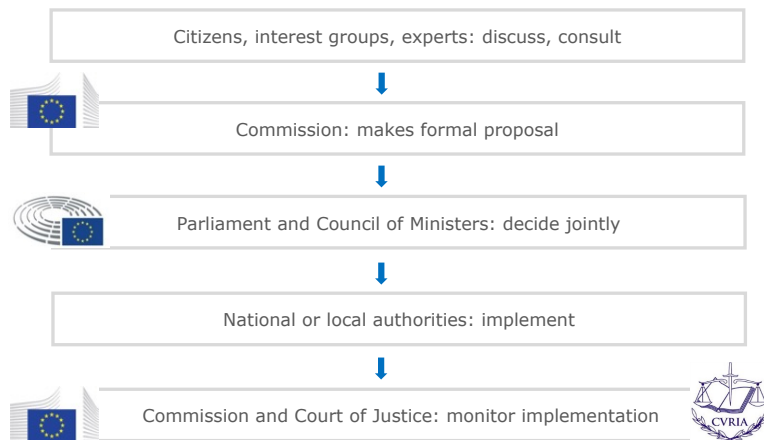 Citizens, interest groups, experts: discuss, consult
Commission: makes formal proposal
Parliament and Council of Ministers: decide jointly
National or local authorities: implement
Commission and Court of Justice: monitor implementation
CVRIA